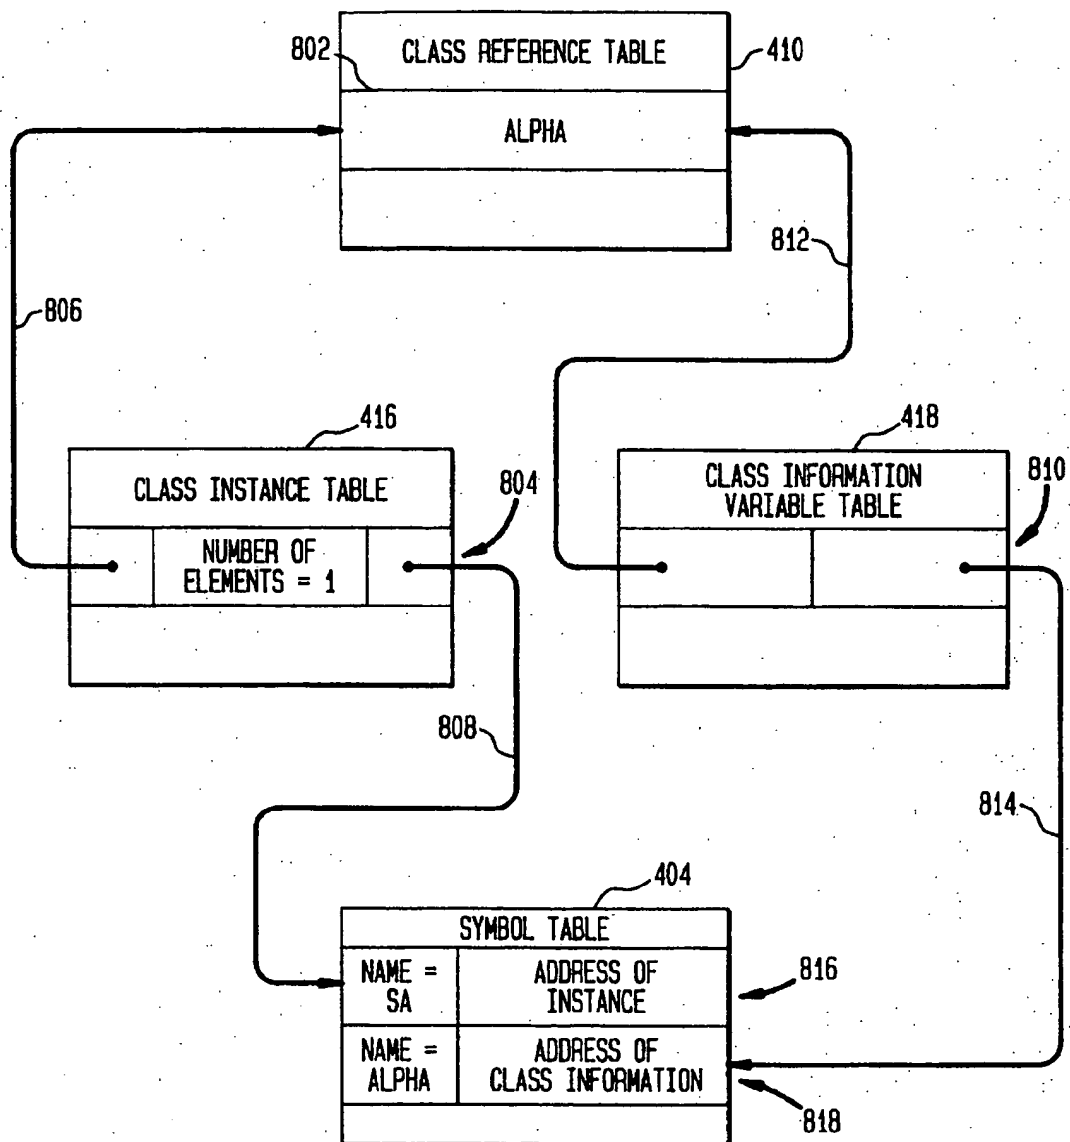 802
CLASS REFERENCE TABLE
410
ALPHA
812
806
416
418
CLASS INSTANCE TABLE
804
CLASS INFORMATION
VARIABLE TABLE
810
NUMBER OF
ELEMENTS = 1
808
814
404
SYMBOL TABLE
NAME =
SA
ADDRESS OF
INSTANCE
816
NAME =
ALPHA
ADDRESS OF
CLASS INFORMATION
818